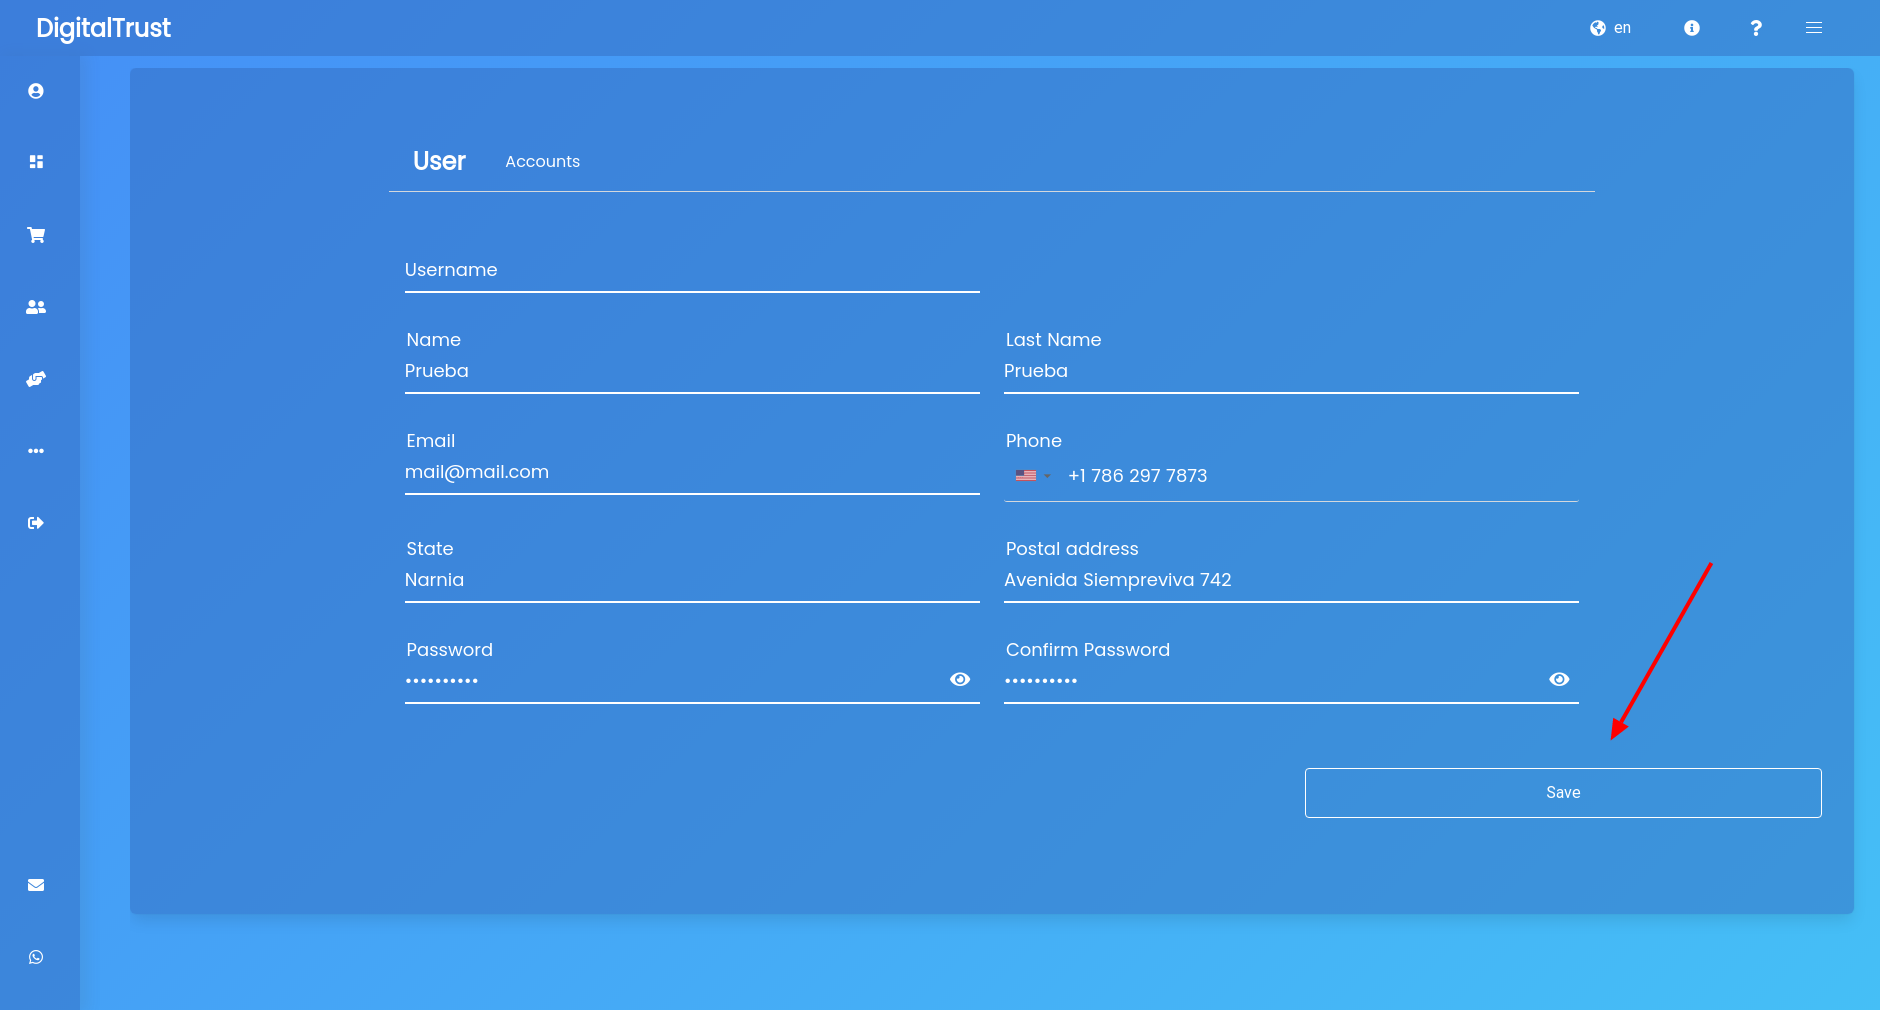 DigitalTrust
en
User Accounts
Username
Name Last Name
Prueba Prueba
Email Phone
mail@mail.com +1 786 297 7873
State Postal address
Narnia Avenida Siempreviva 742
Password Confirm Password
•••••••••• ••••••••••
Save